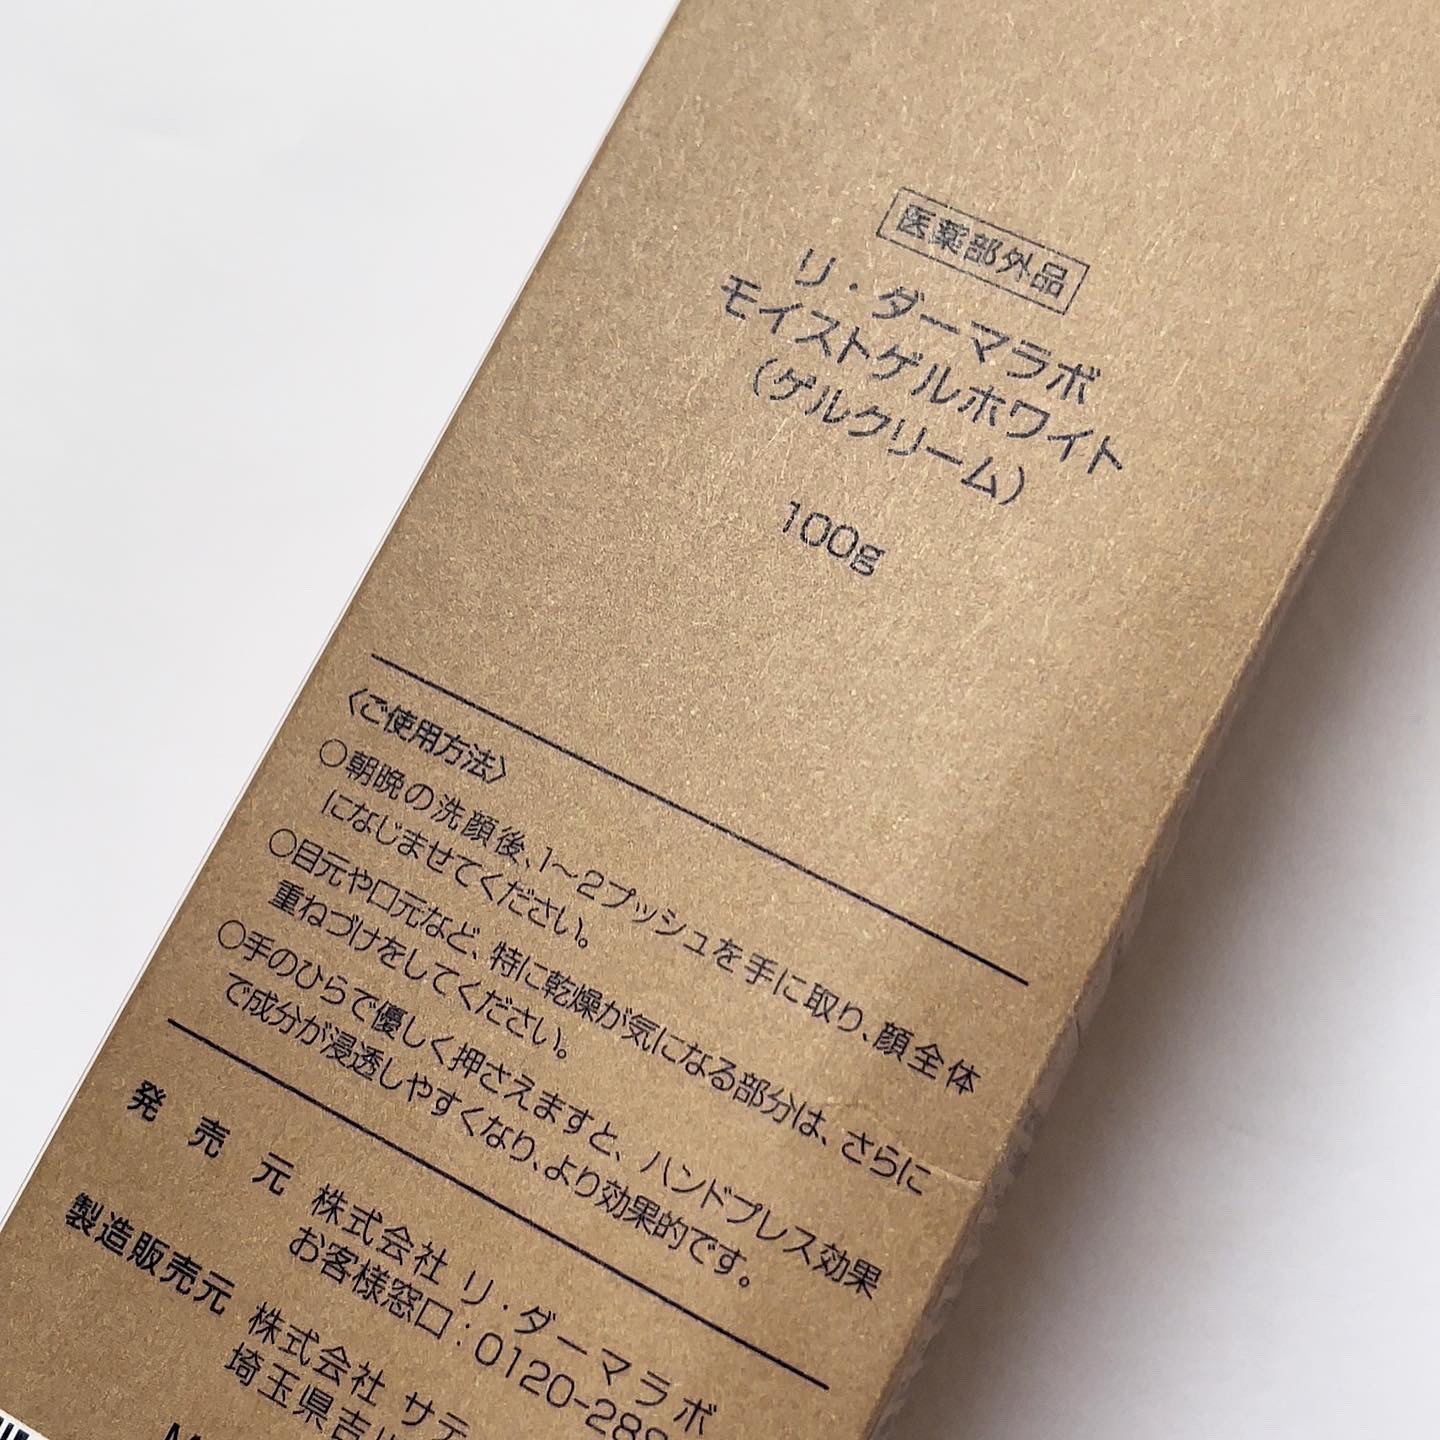 医薬部外品
リ・ダーマラボ
モイストゲルホワイト
(ゲルクリーム)
100g
〈ご使用方法〉
○朝晩の洗顔後、1〜2プッシュを手に取り、顔全体
になじませてください。
○目元や口元など、特に乾燥が気になる部分は、さらに
重ねづけをしてください。
○手のひらで優しく押さえますと、ハンドプレス効果
で成分が浸透しやすくなり、より効果的です。
発売元 株式会社 リ・ダーマラボ
お客様窓口:0120-288
製造販売元 株式会社 サテ
埼玉県吉